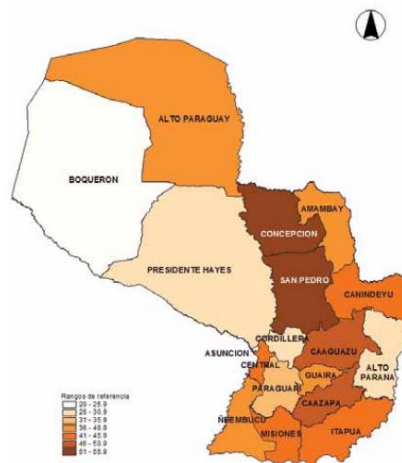 ALTO PARAGUAY
BOQUERON
AMAMBAY
CONCEPCION
PRESIDENTE HAYES
SAN PEDRO
CANINDEYU
CORDILLERA
ASUNCION
CAAGUAZU
CENTRAL
ALTO
PARANA
GUAIRA
PARAGUARI
CAAZAPA
ÑEEMBUCU
MISIONES
ITAPUA
Rangos de referencia
20 - 25.9
26 - 30.9
31 - 35.9
36 - 40.9
41 - 45.9
46 - 50.9
51 - 55.9